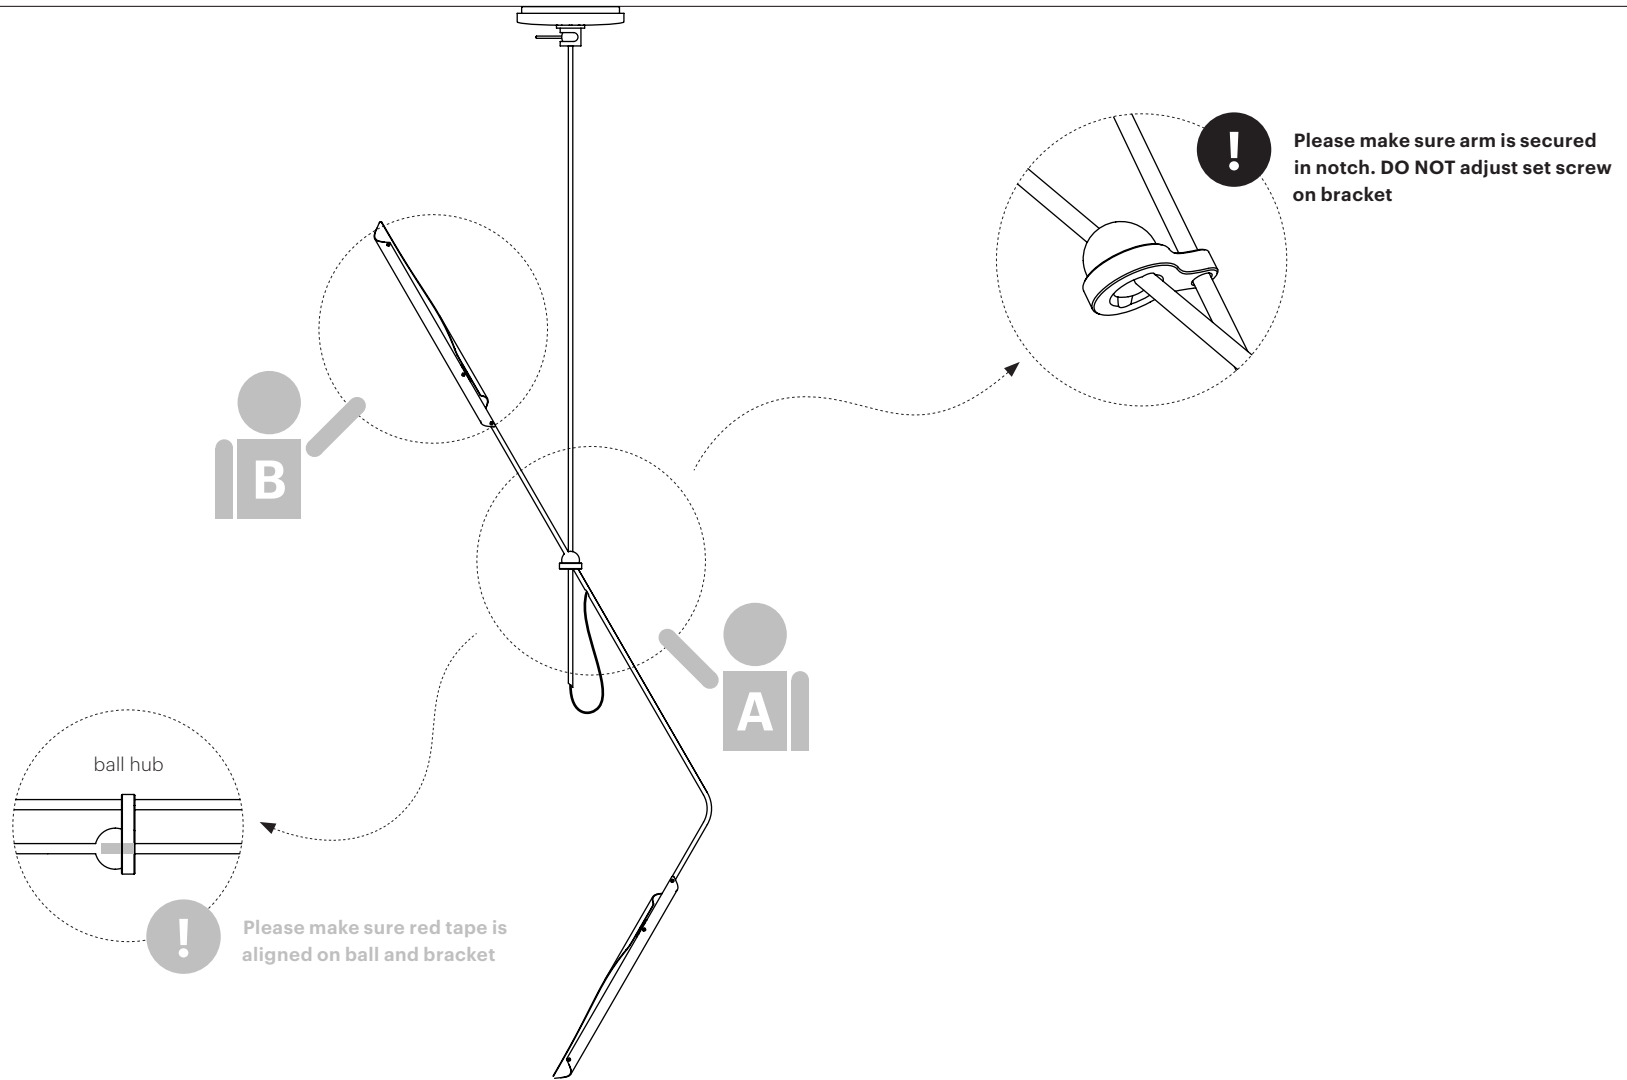 !
Please make sure arm is secured
in notch. DO NOT adjust set screw
on bracket
B
A
ball hub
!
Please make sure red tape is
aligned on ball and bracket